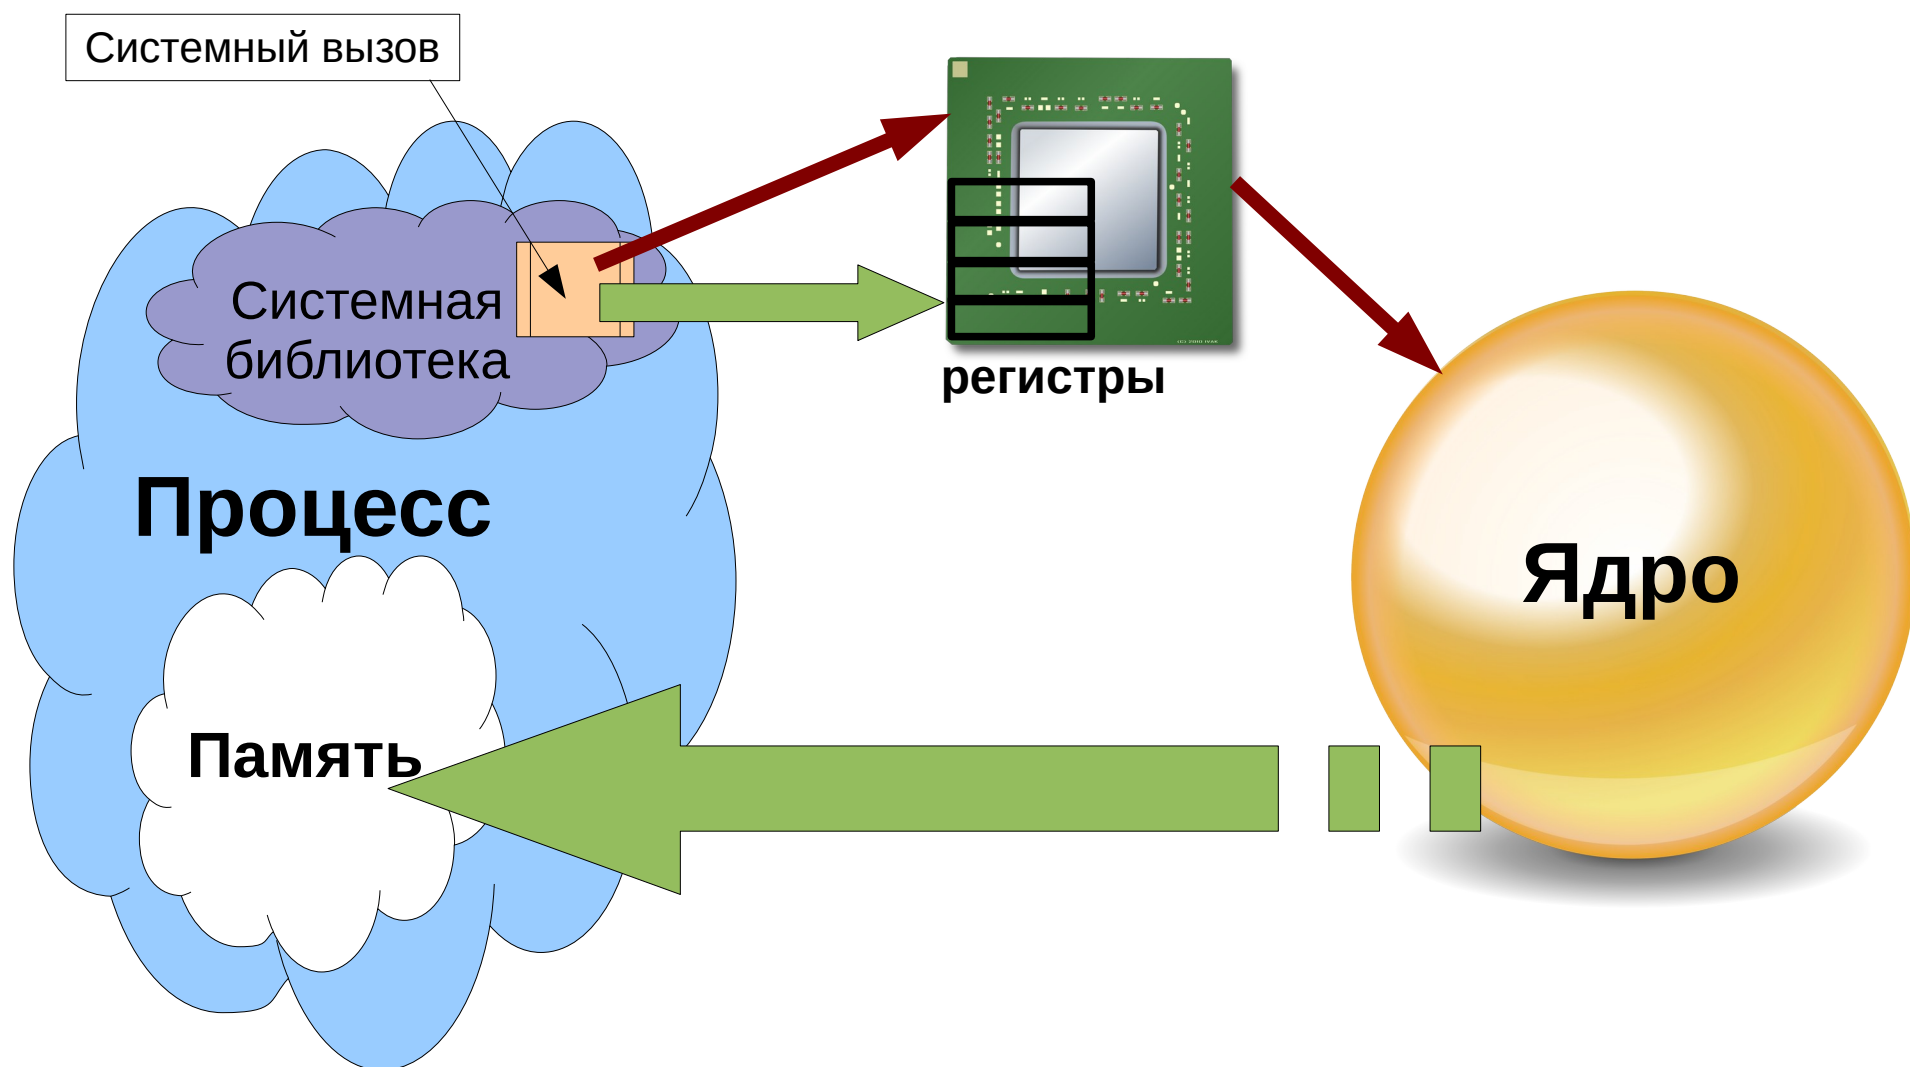 Системный вызов
Системная
библиотека
регистры
Процесс
Ядро
Память